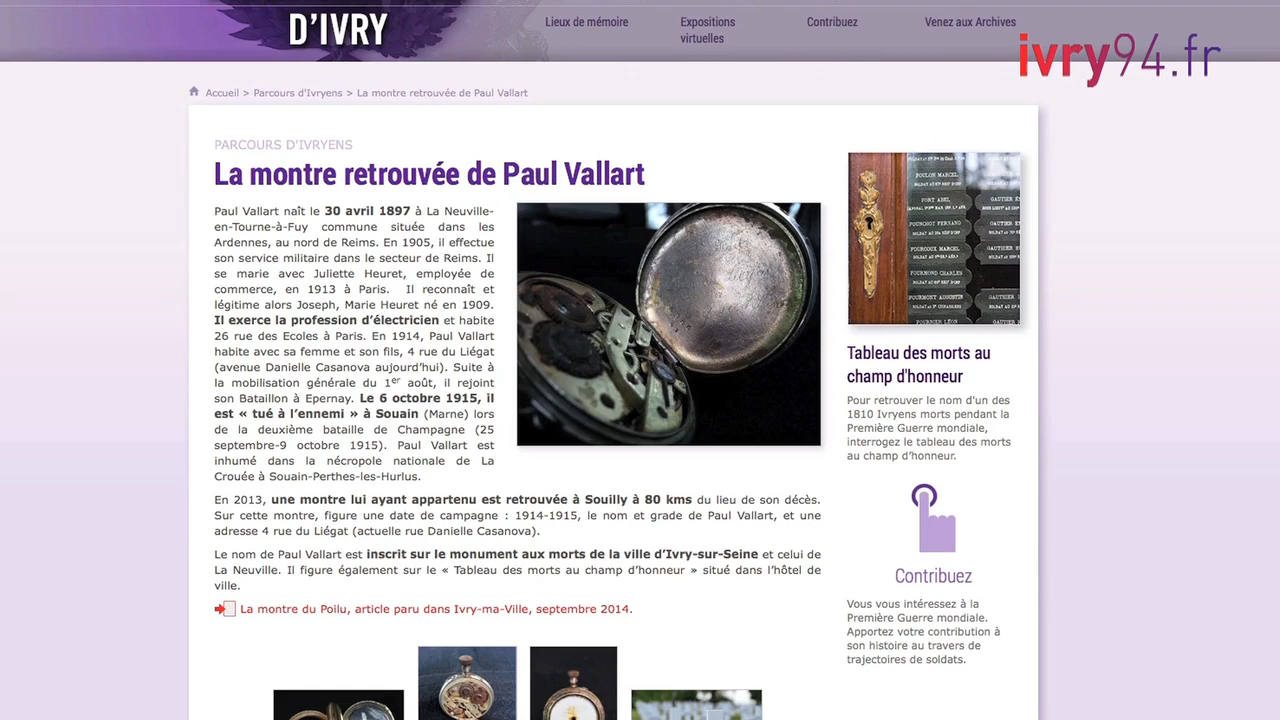 D'IVRY
Lieux de mémoire
Expositions
virtuelles
Contribuez
Venez aux Archives
ivry94.fr
Accueil > Parcours d'Ivryens > La montre retrouvée de Paul Vallart
PARCOURS D'IVRYENS
La montre retrouvée de Paul Vallart
Paul Vallart naît le 30 avril 1897 à La Neuville-
en-Tourne-à-Fuy commune située dans les
Ardennes, au nord de Reims. En 1905, il effectue
son service militaire dans le secteur de Reims. Il
se marie avec Juliette Heuret, employée de
commerce, en 1913 à Paris. Il reconnaît et
légitime alors Joseph, Marie Heuret né en 1909.
Il exerce la profession d'électricien et habite
26 rue des Ecoles à Paris. En 1914, Paul Vallart
habite avec sa femme et son fils, 4 rue du Liégat
(avenue Danielle Casanova aujourd'hui). Suite à
la mobilisation générale du 1er août, il rejoint
son Bataillon à Epernay. Le 6 octobre 1915, il
est « tué à l'ennemi » à Souain (Marne) lors
de la deuxième bataille de Champagne (25
septembre-9 octobre 1915). Paul Vallart est
inhumé dans la nécropole nationale de La
Crouée à Souain-Perthes-les-Hurlus.
En 2013, une montre lui ayant appartenu est retrouvée à Souilly à 80 kms du lieu de son décès.
Sur cette montre, figure une date de campagne : 1914-1915, le nom et grade de Paul Vallart, et une
adresse 4 rue du Liégat (actuelle rue Danielle Casanova).
Le nom de Paul Vallart est inscrit sur le monument aux morts de la ville d'Ivry-sur-Seine et celui de
La Neuville. Il figure également sur le « Tableau des morts au champ d'honneur » situé dans l'hôtel de
ville.
La montre du Poilu, article paru dans Ivry-ma-Ville, septembre 2014.
POULON MARCEL
PORT ABEL
POURCHOT FERNAND
POURCOUX MARCEL
POURMOND CHARLES
POURMONT AUGUSTIN
GAUTIER
Tableau des morts au
champ d'honneur
Pour retrouver le nom d'un des
1810 Ivryens morts pendant la
Première Guerre mondiale,
interrogez le tableau des morts
au champ d'honneur.
Contribuez
Vous vous intéressez à la
Première Guerre mondiale.
Apportez votre contribution à
son histoire au travers de
trajectoires de soldats.